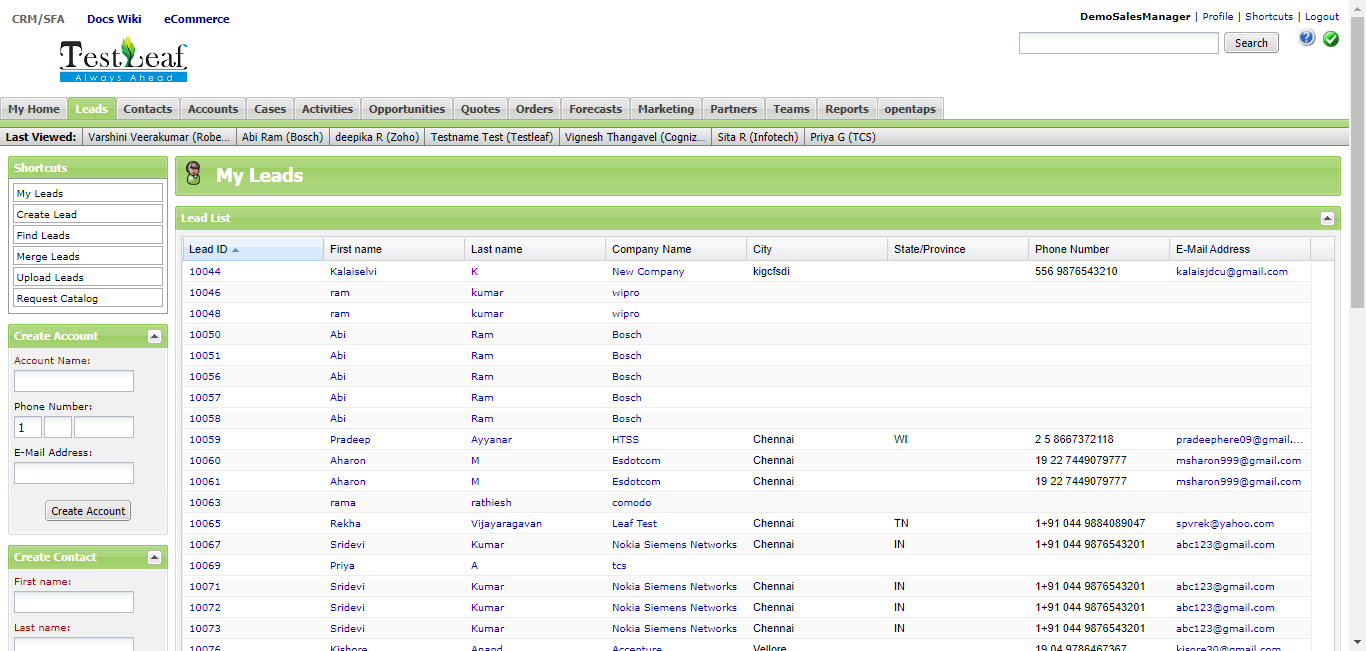 CRM/SFA Docs Wiki eCommerce
DemoSalesManager | Profile | Shortcuts | Logout
TestLeaf
Always Ahead
Search
My Home Leads Contacts Accounts Cases Activities Opportunities Quotes Orders Forecasts Marketing Partners Teams Reports opentaps
Last Viewed: Varshini Veerakumar (Robe... Abi Ram (Bosch) deepika R (Zoho) Testname Test (Testleaf) Vignesh Thangavel (Cogniz... Sita R (Infotech) Priya G (TCS)
Shortcuts
My Leads
Create Lead
Find Leads
Merge Leads
Upload Leads
Request Catalog
Create Account
Account Name:
Phone Number:
1
E-Mail Address:
Create Account
Create Contact
First name:
Last name:
My Leads
Lead List
Lead ID First name Last name Company Name City State/Province Phone Number E-Mail Address
10044 Kalaiselvi K New Company kigcfsdi 556 9876543210 kalaisjdcu@gmail.com
10046 ram kumar wipro
10048 ram kumar wipro
10050 Abi Ram Bosch
10051 Abi Ram Bosch
10056 Abi Ram Bosch
10057 Abi Ram Bosch
10058 Abi Ram Bosch
10059 Pradeep Ayyanar HTSS Chennai WI 2 5 8667372118 pradeephere09@gmail....
10060 Aharon M Esdotcom Chennai 19 22 7449079777 msharon999@gmail.com
10061 Aharon M Esdotcom Chennai 19 22 7449079777 msharon999@gmail.com
10063 rama rathiesh comodo
10065 Rekha Vijayaragavan Leaf Test Chennai TN 1+91 044 9884089047 spvrek@yahoo.com
10067 Sridevi Kumar Nokia Siemens Networks Chennai IN 1+91 044 9876543201 abc123@gmail.com
10069 Priya A tcs
10071 Sridevi Kumar Nokia Siemens Networks Chennai IN 1+91 044 9876543201 abc123@gmail.com
10072 Sridevi Kumar Nokia Siemens Networks Chennai IN 1+91 044 9876543201 abc123@gmail.com
10073 Sridevi Kumar Nokia Siemens Networks Chennai IN 1+91 044 9876543201 abc123@gmail.com
10076 Kishore Anand Accenture Vellore 19 04 9786467367 kisore30@gmail.com